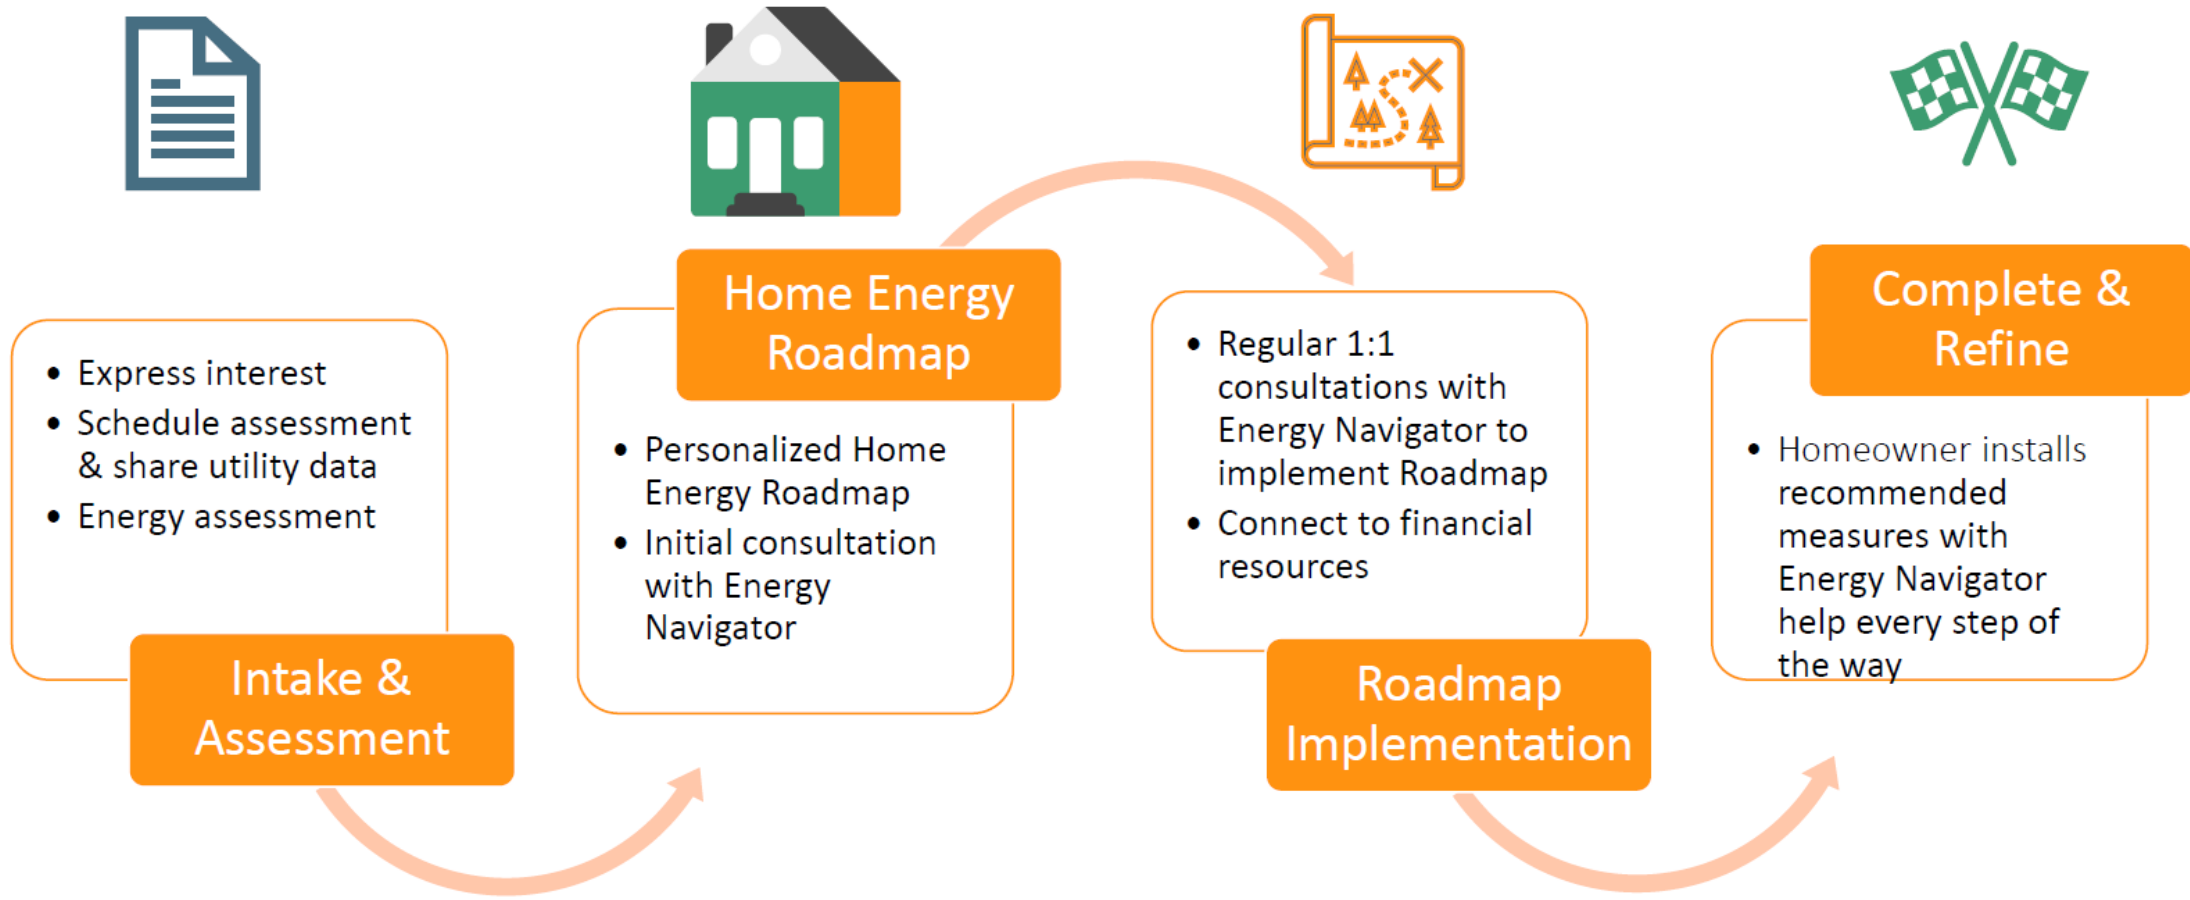 • Express interest
• Schedule assessment
& share utility data
• Energy assessment
Intake &
Assessment
Home Energy
Roadmap
• Personalized Home
Energy Roadmap
• Initial consultation
with Energy
Navigator
• Regular 1:1
consultations with
Energy Navigator to
implement Roadmap
• Connect to financial
resources
Roadmap
Implementation
Complete &
Refine
• Homeowner installs
recommended
measures with
Energy Navigator
help every step of
the way